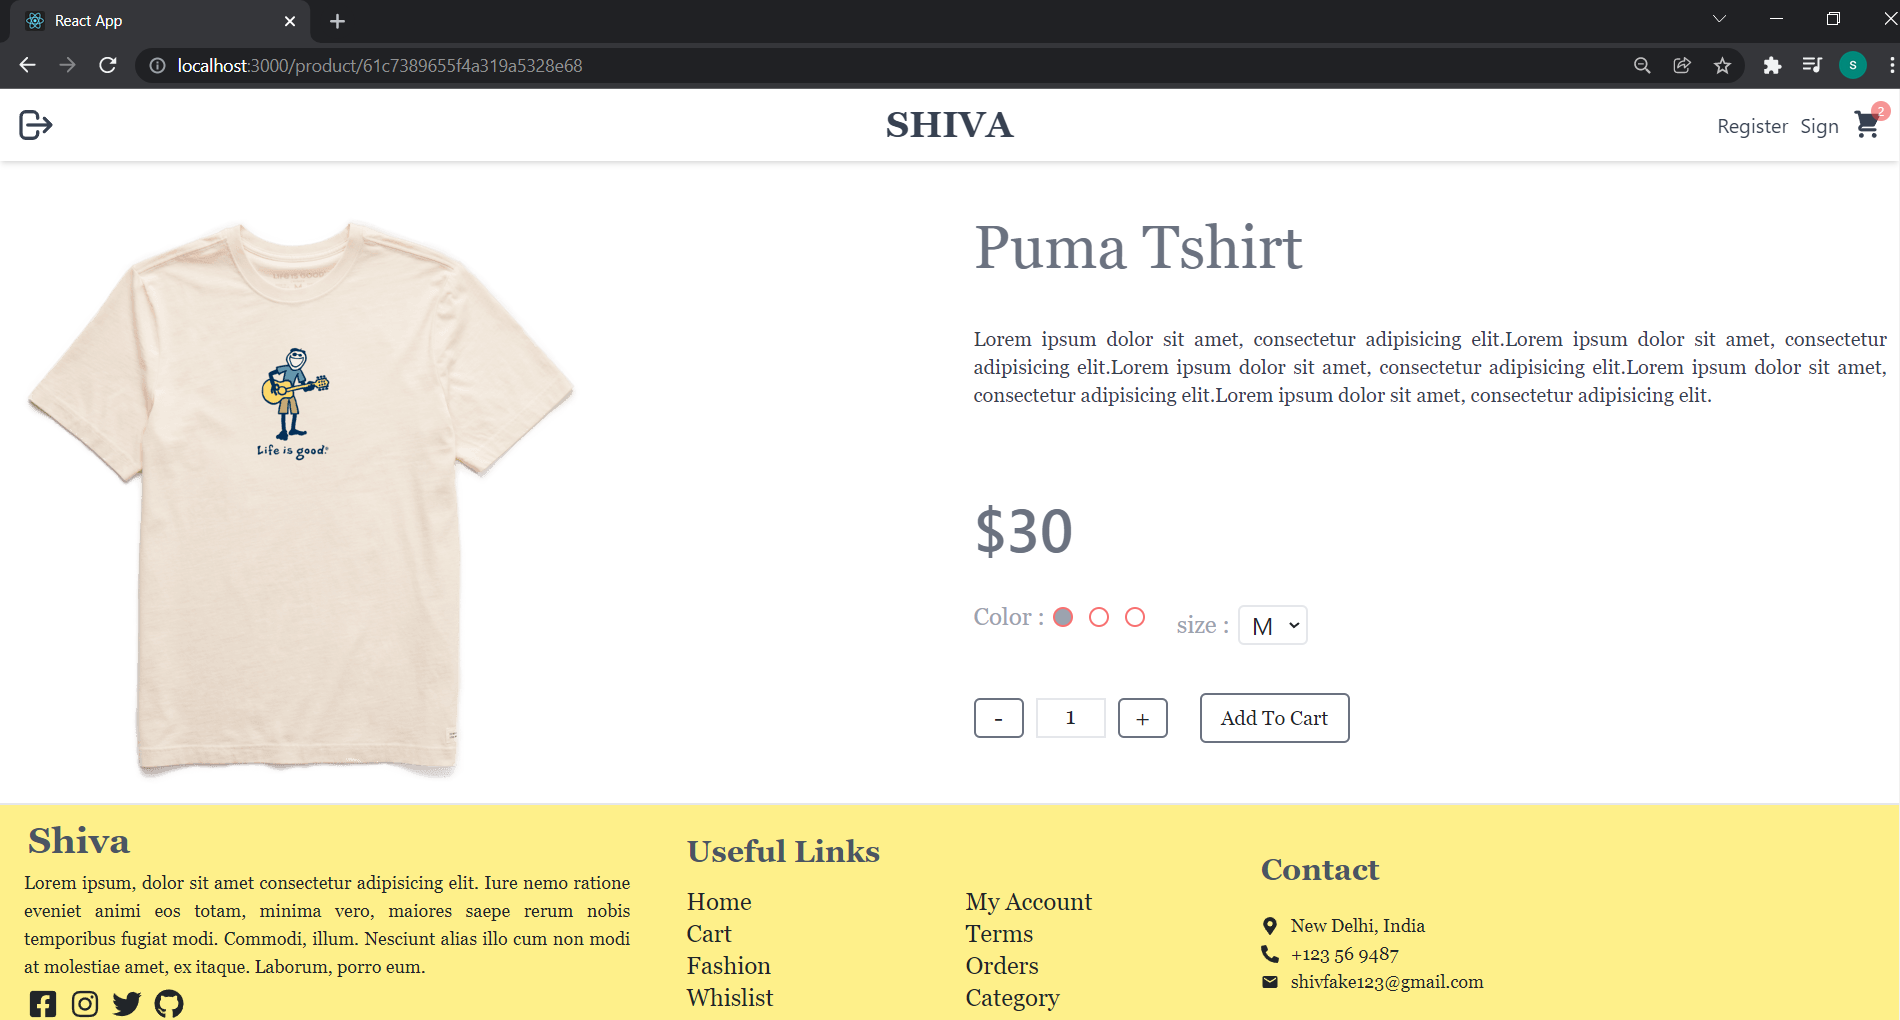 React App
localhost:3000/product/61c7389655f4a319a5328e68
S
SHIVA
Register Sign 2
LIFE IS GOOD
Life is good.
Puma Tshirt
Lorem ipsum dolor sit amet, consectetur adipisicing elit.Lorem ipsum dolor sit amet, consectetur
adipisicing elit.Lorem ipsum dolor sit amet, consectetur adipisicing elit.Lorem ipsum dolor sit amet,
consectetur adipisicing elit.Lorem ipsum dolor sit amet, consectetur adipisicing elit.
$30
Color : size : M
- 1 + Add To Cart
Shiva
Lorem ipsum, dolor sit amet consectetur adipisicing elit. Iure nemo ratione
eveniet animi eos totam, minima vero, maiores saepe rerum nobis
temporibus fugiat modi. Commodi, illum. Nesciunt alias illo cum non modi
at molestiae amet, ex itaque. Laborum, porro eum.
Useful Links
Home
Cart
Fashion
Whislist
My Account
Terms
Orders
Category
Contact
New Delhi, India
+123 56 9487
shivfake123@gmail.com